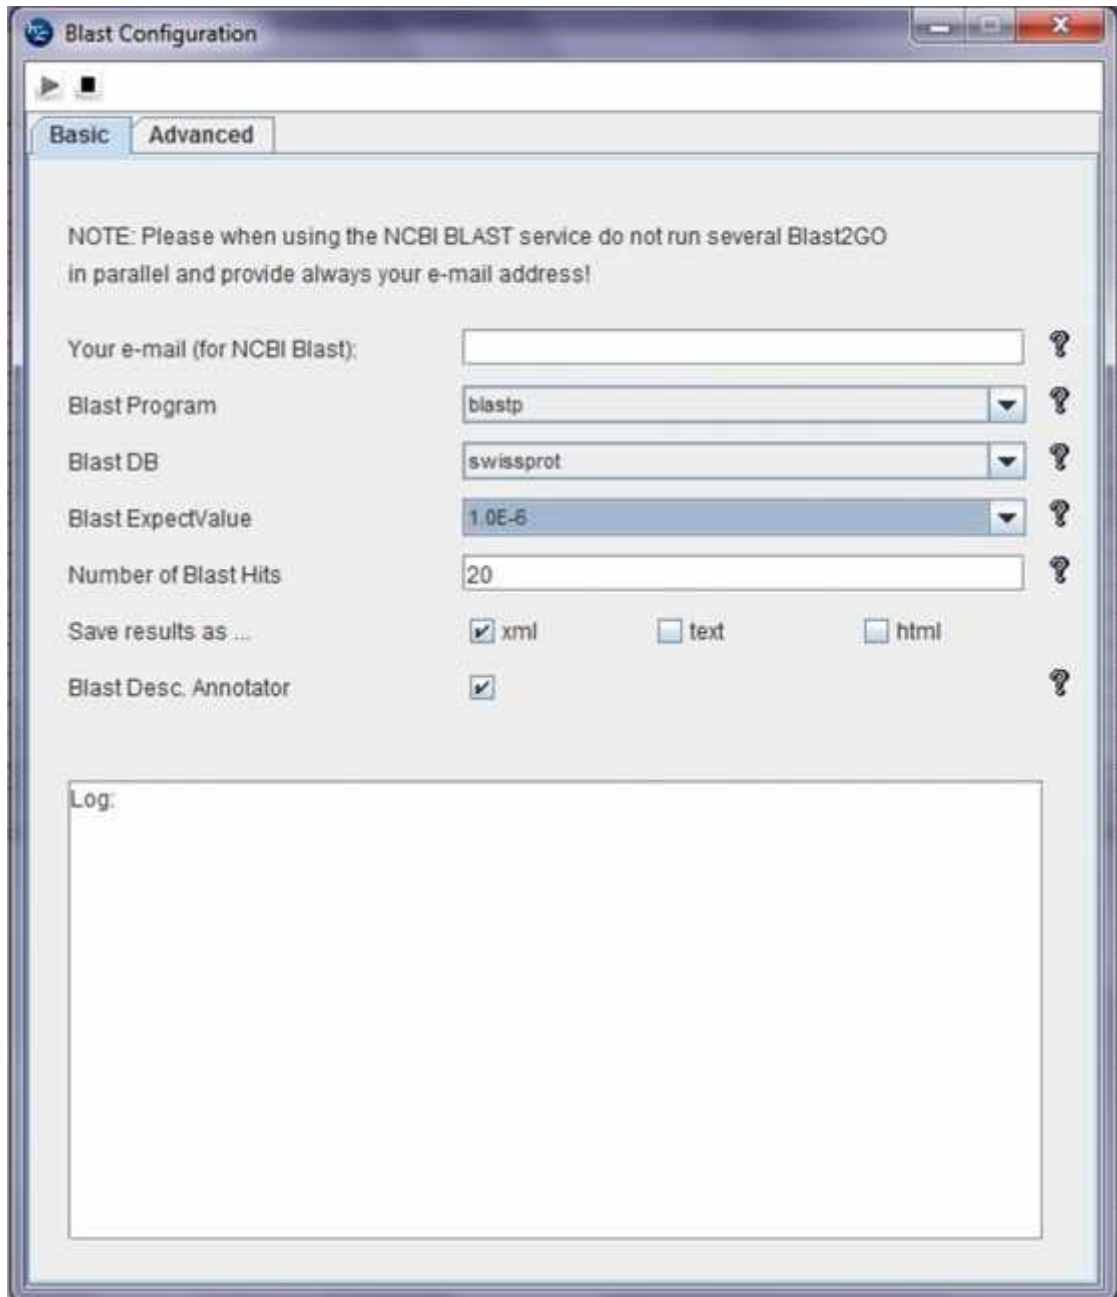 Blast Configuration
Basic Advanced
NOTE: Please when using the NCBI BLAST service do not run several Blast2GO
in parallel and provide always your e-mail address!
Your e-mail (for NCBI Blast):
Blast Program blastp
Blast DB swissprot
Blast ExpectValue 1.0E-6
Number of Blast Hits 20
Save results as ... xml text html
Blast Desc. Annotator
Log: